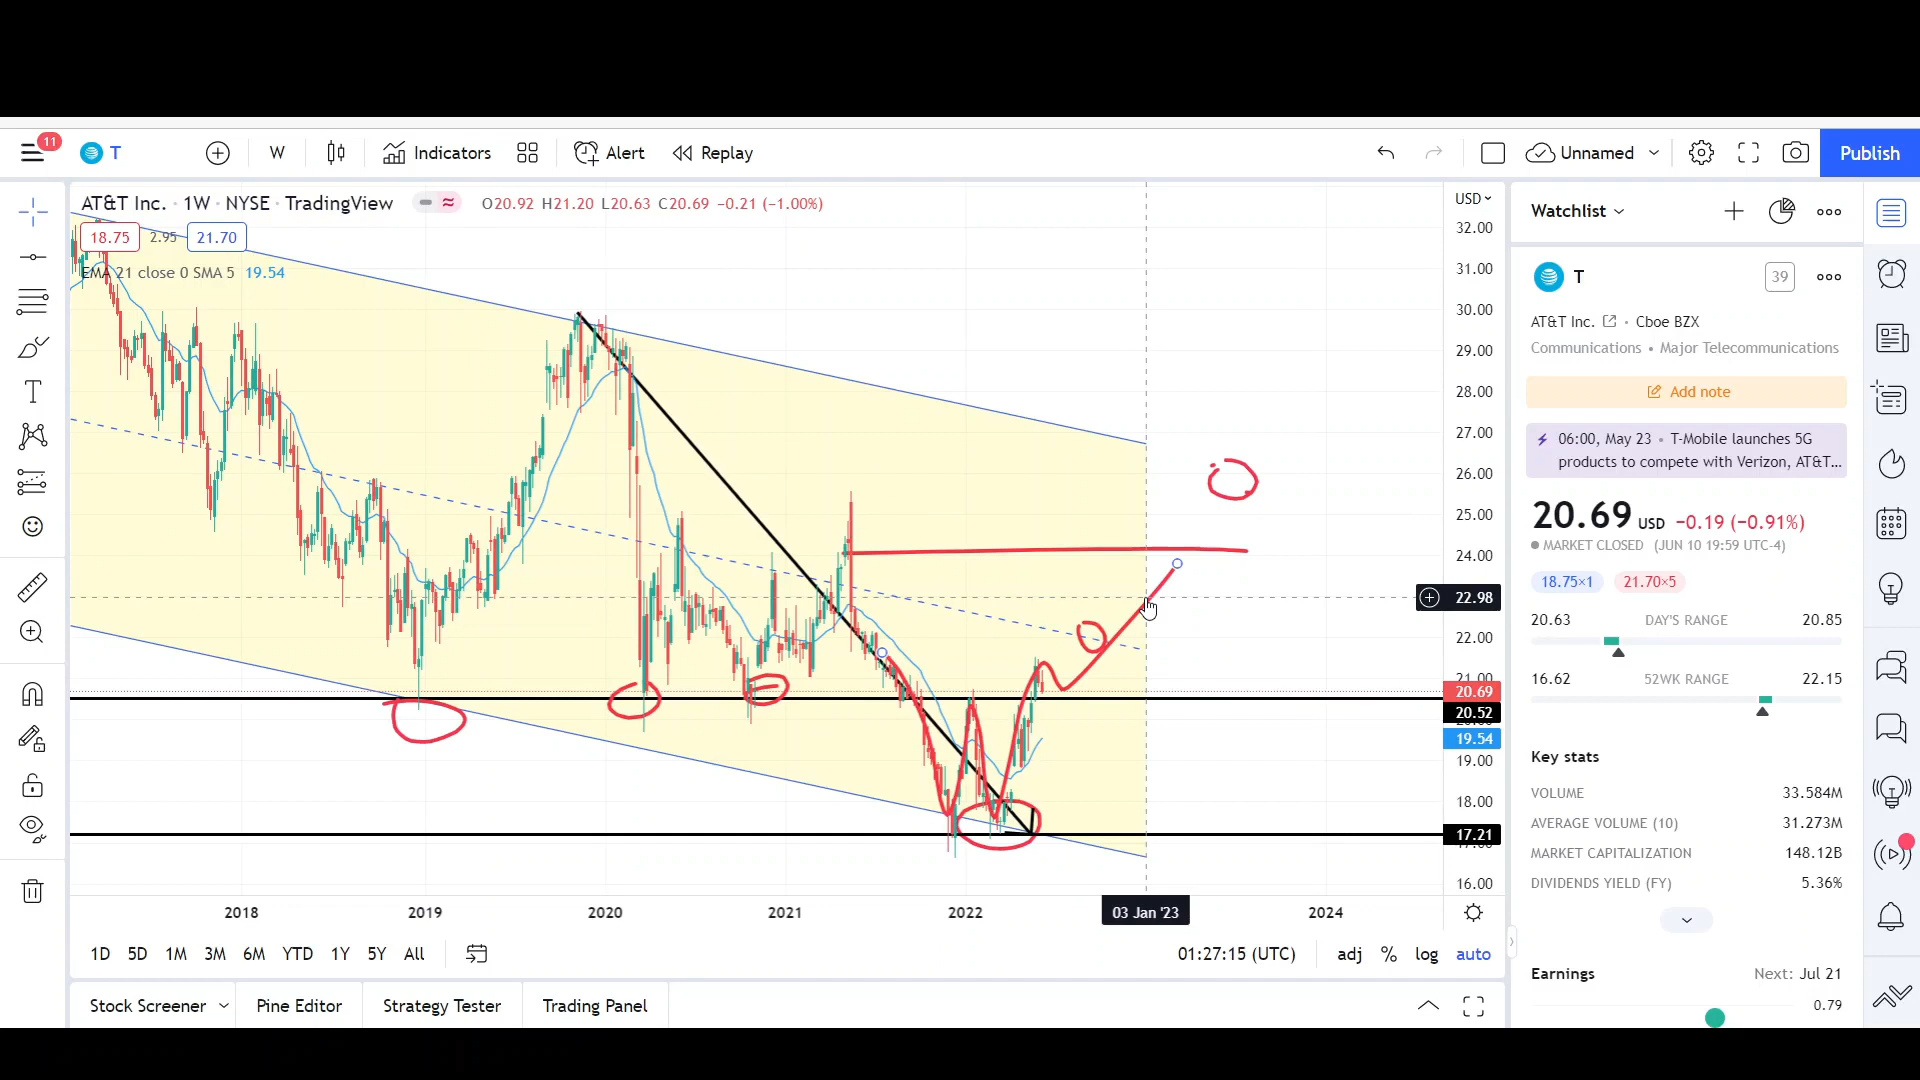 11
T
W
Indicators
Alert
Replay
Unnamed
Publish
AT&T Inc. · 1W · NYSE · TradingView
O20.92 H21.20 L20.63 C20.69 −0.21 (−1.00%)
18.75 2.95 21.70
EMA 21 close 0 SMA 5 19.54
USD
32.00
31.00
30.00
29.00
28.00
27.00
26.00
25.00
24.00
22.98
22.00
21.00
20.69
20.52
19.54
19.00
18.00
17.21
16.00
2018 2019 2020 2021 2022 03 Jan '23 2024
1D 5D 1M 3M 6M YTD 1Y 5Y All
01:27:15 (UTC) adj % log auto
Stock Screener Pine Editor Strategy Tester Trading Panel
Watchlist
T
39
AT&T Inc. • Cboe BZX
Communications • Major Telecommunications
Add note
06:00, May 23 • T-Mobile launches 5G
products to compete with Verizon, AT&T...
20.69 USD −0.19 (−0.91%)
MARKET CLOSED (JUN 10 19:59 UTC-4)
18.75×1 21.70×5
20.63 DAY'S RANGE 20.85
16.62 52WK RANGE 22.15
Key stats
VOLUME 33.584M
AVERAGE VOLUME (10) 31.273M
MARKET CAPITALIZATION 148.12B
DIVIDENDS YIELD (FY) 5.36%
Earnings Next: Jul 21
0.79